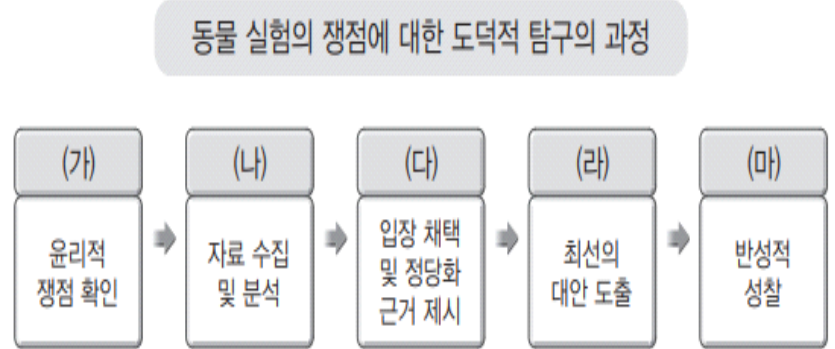 동물 실험의 쟁점에 대한 도덕적 탐구의 과정
(가)
윤리적
쟁점 확인
(나)
자료 수집
및 분석
(다)
입장 채택
및 정당화
근거 제시
(라)
최선의
대안 도출
(마)
반성적
성찰